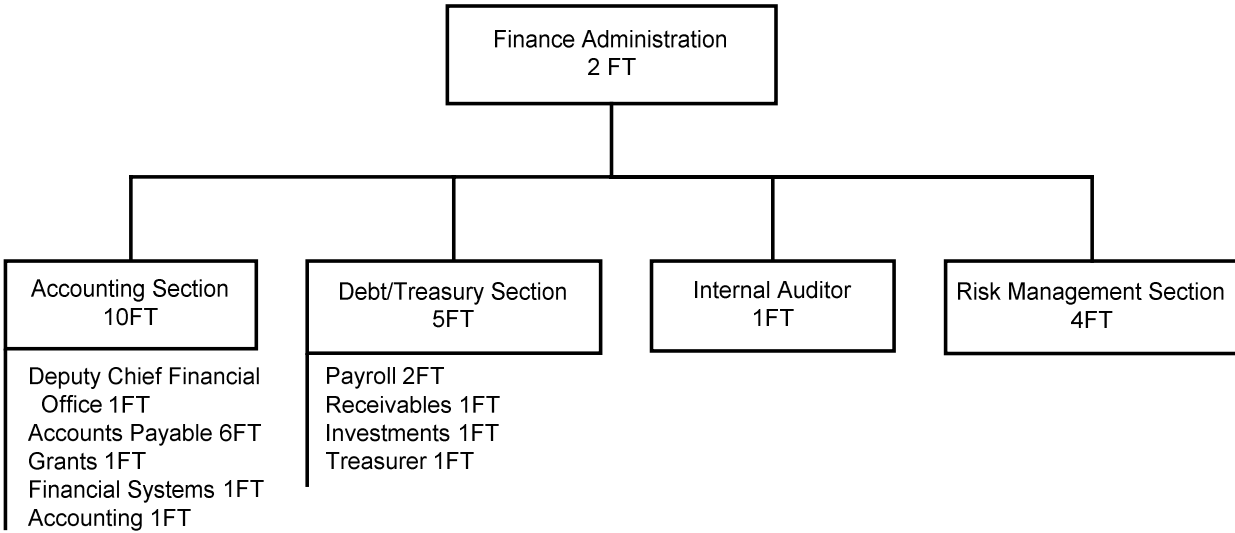 Finance Administration
2 FT
Accounting Section
10FT
Deputy Chief Financial
Office 1FT
Accounts Payable 6FT
Grants 1FT
Financial Systems 1FT
Accounting 1FT
Debt/Treasury Section
5FT
Payroll 2FT
Receivables 1FT
Investments 1FT
Treasurer 1FT
Internal Auditor
1FT
Risk Management Section
4FT